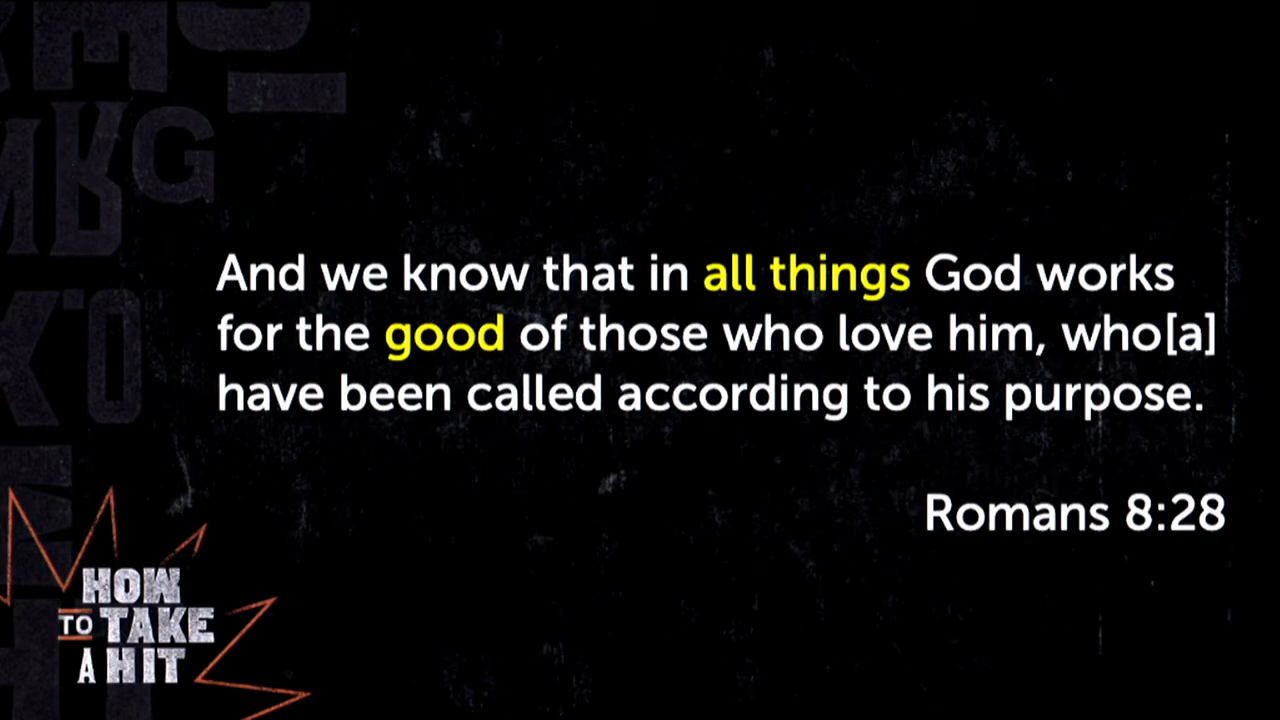 And we know that in all things God works
for the good of those who love him, who[a]
have been called according to his purpose.
Romans 8:28
HOW
TO TAKE
A HIT